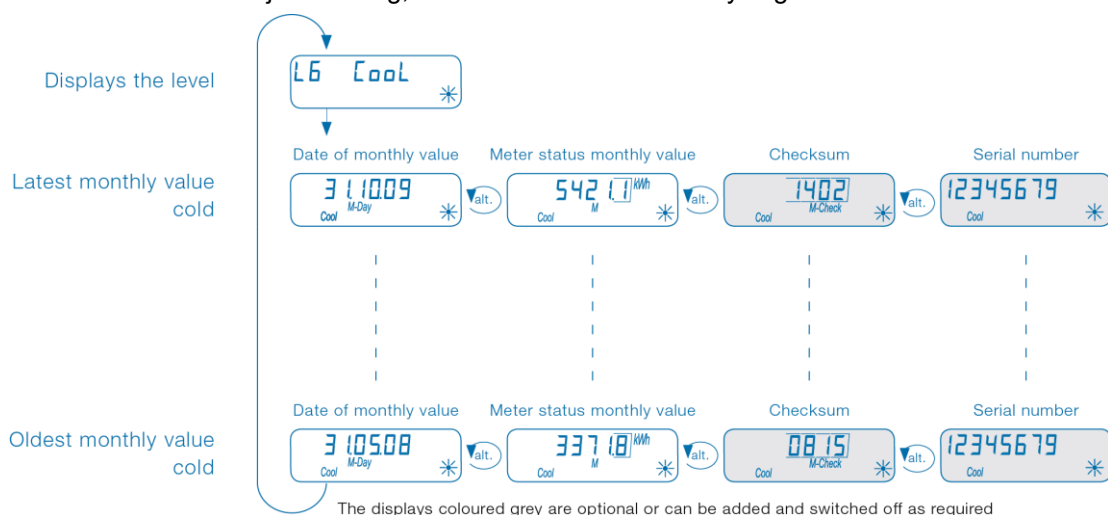 Displays the level
L6 CooL
Date of monthly value Meter status monthly value Checksum Serial number
Latest monthly value
cold
31.10.09 M-Day Cool
alt.
5421.1 kWh M Cool
alt.
1402 M-Check Cool
alt.
12345679 Cool
Date of monthly value Meter status monthly value Checksum Serial number
Oldest monthly value
cold
31.05.08 M-Day Cool
alt.
3371.8 kWh M Cool
alt.
0815 M-Check Cool
alt.
12345679 Cool
The displays coloured grey are optional or can be added and switched off as required